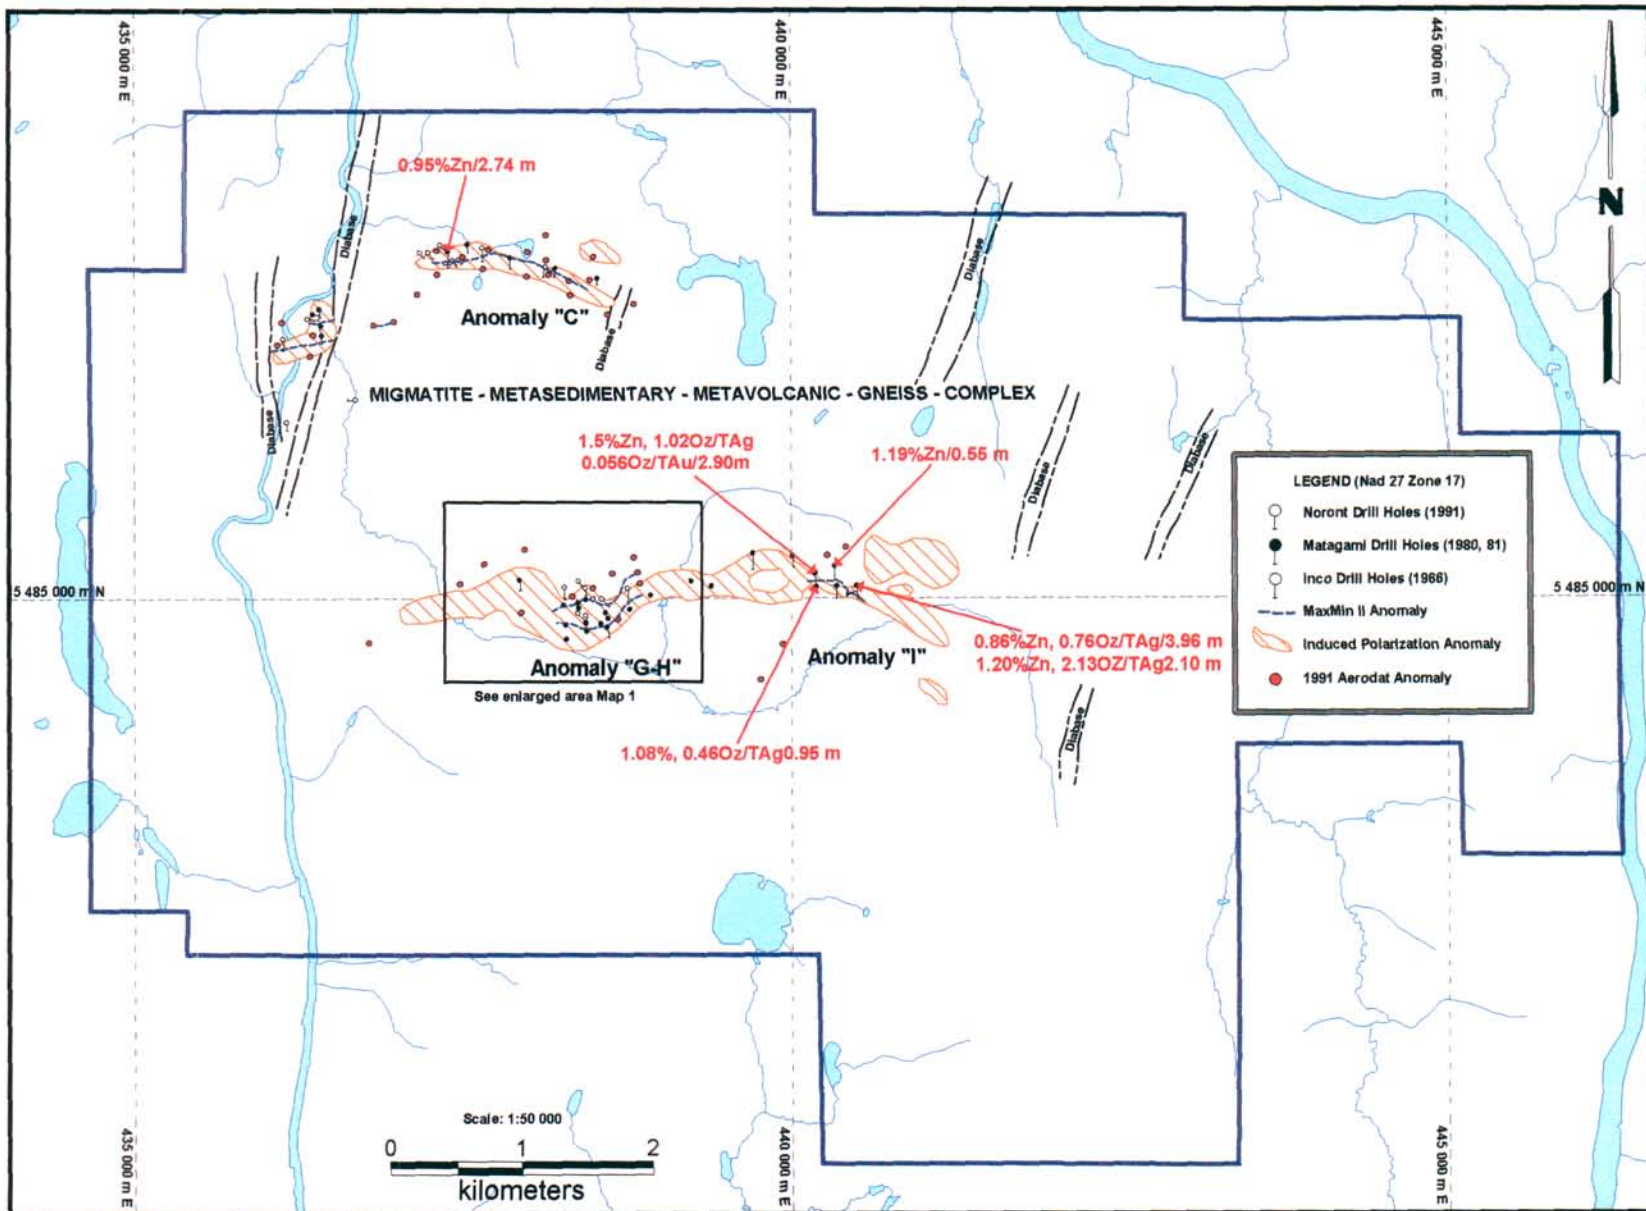 435 000 m E
440 000 m E
445 000 m E
N
0.95%Zn/2.74 m
Diabase
Diabase
Anomaly "C"
Diabase
Diabase
MIGMATITE - METASEDIMENTARY - METAVOLCANIC - GNEISS - COMPLEX
1.5%Zn, 1.02Oz/TAg
0.056Oz/TAu/2.90m
1.19%Zn/0.55 m
Diabase
Diabase
LEGEND (Nad 27 Zone 17)
Noront Drill Holes (1991)
Matagami Drill Holes (1980, 81)
Inco Drill Holes (1966)
MaxMin II Anomaly
Induced Polarization Anomaly
1991 Aerodat Anomaly
5 485 000 m N
5 485 000 m N
0.86%Zn, 0.76Oz/TAg/3.96 m
1.20%Zn, 2.13OZ/TAg2.10 m
Anomaly "G-H"
Anomaly "I"
See enlarged area Map 1
Diabase
1.08%, 0.46Oz/TAg0.95 m
Scale: 1:50 000
0 1 2
kilometers
435 000 m E
440 000 m E
445 000 m E